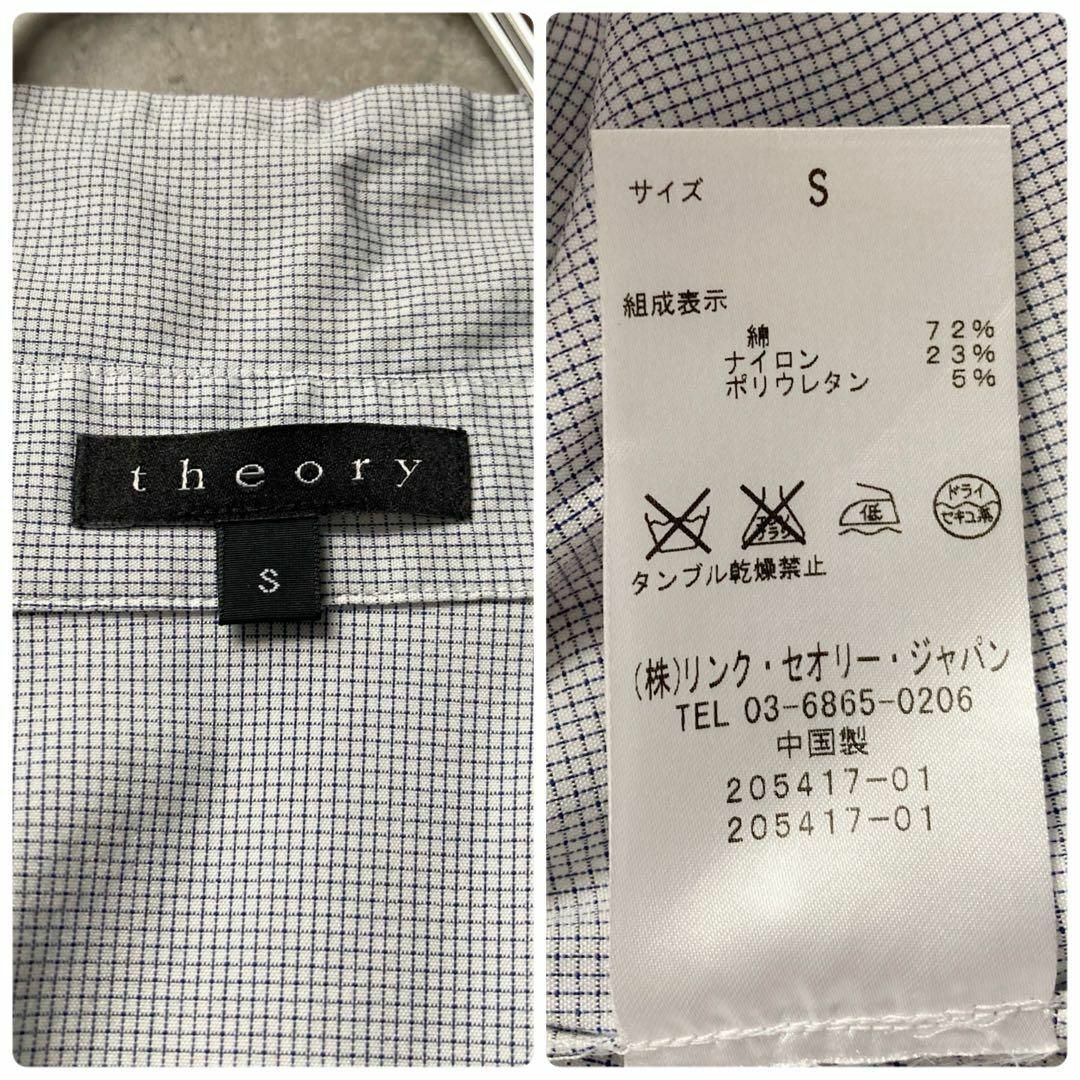 theory
S
サイズ S
組成表示
綿 72%
ナイロン 23%
ポリウレタン 5%
低
ドライ
セキユ系
タンブル乾燥禁止
(株)リンク・セオリー・ジャパン
TEL 03-6865-0206
中国製
205417-01
205417-01